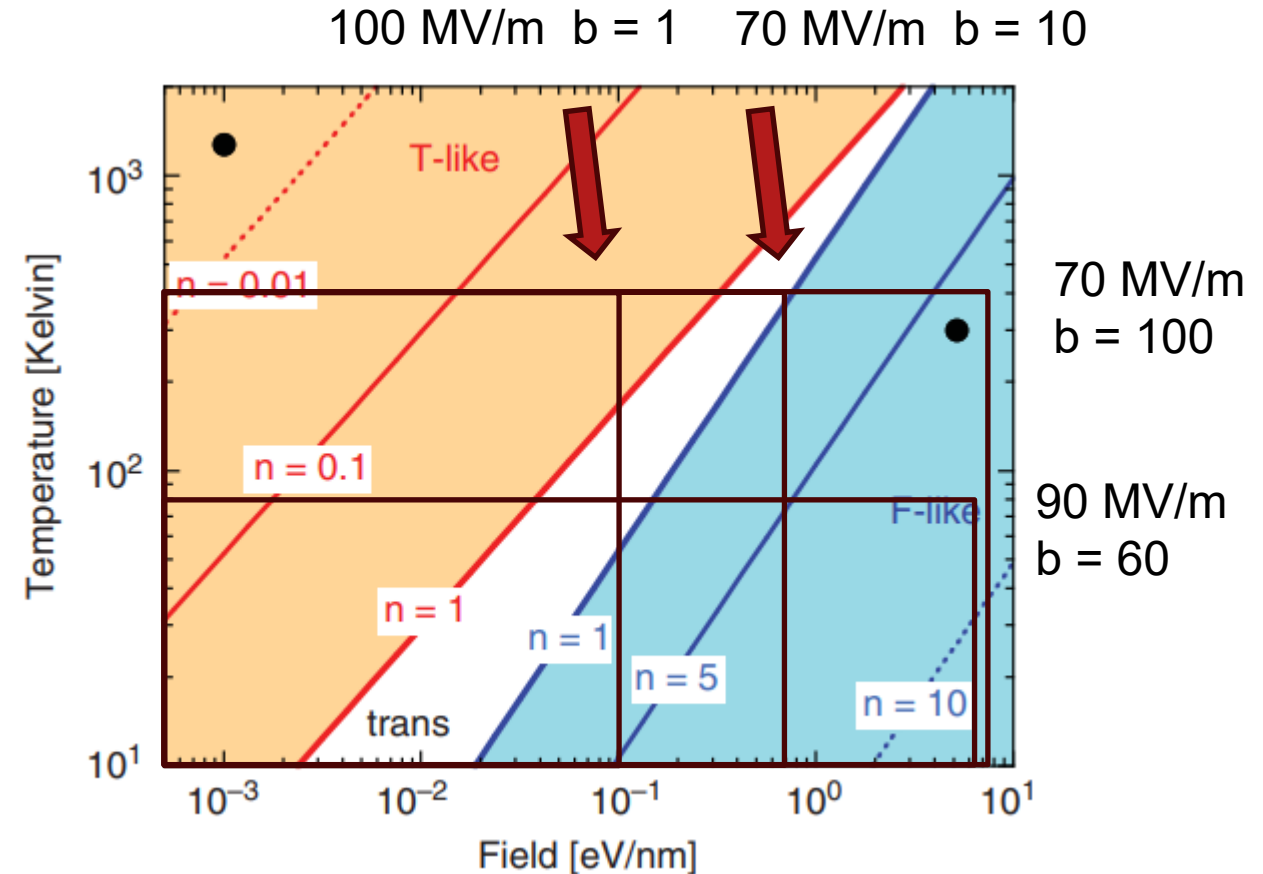 100 MV/m b = 1 70 MV/m b = 10
T-like
10³
n = 0.01
70 MV/m
b = 100
Temperature [Kelvin]
n = 0.1
10²
90 MV/m
b = 60
F-like
n = 1
n = 1
n = 5
n = 10
trans
10¹
10⁻³ 10⁻² 10⁻¹ 10⁰ 10¹
Field [eV/nm]